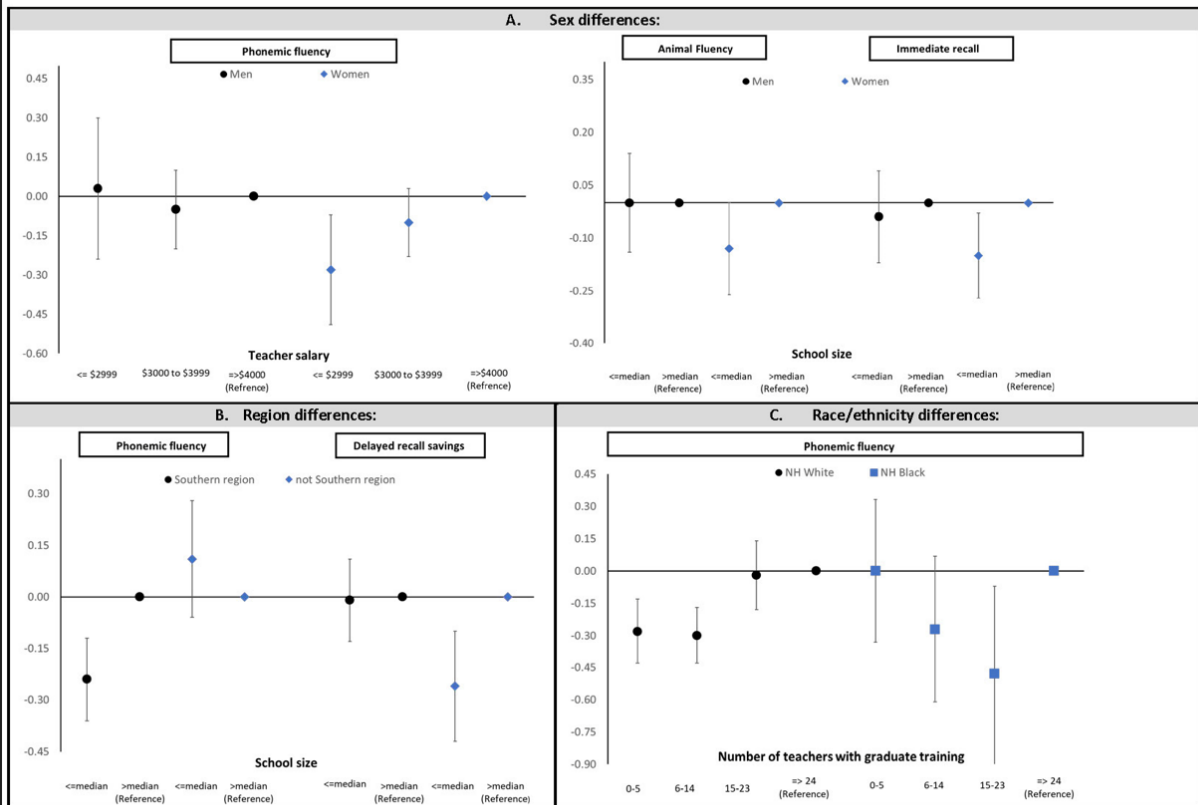 A. Sex differences:
Phonemic fluency
Men Women
0.45
0.30
0.15
0.00
-0.15
-0.30
-0.45
-0.60
Teacher salary
<= $2999 $3000 to $3999 =>$4000 <= $2999 $3000 to $3999 =>$4000
(Refrence) (Refrence)
Animal Fluency Immediate recall
Men Women
0.35
0.20
0.05
-0.10
-0.25
-0.40
School size
<=median >median <=median >median <=median >median <=median >median
(Reference) (Reference) (Reference) (Reference)
B. Region differences:
Phonemic fluency Delayed recall savings
Southern region not Southern region
0.30
0.15
0.00
-0.15
-0.30
-0.45
School size
<=median >median <=median >median <=median >median <=median >median
(Reference) (Reference) (Reference) (Reference)
C. Race/ethnicity differences:
Phonemic fluency
NH White NH Black
0.45
0.30
0.15
0.00
-0.15
-0.30
-0.45
-0.60
-0.75
-0.90
Number of teachers with graduate training
0-5 6-14 15-23 => 24 0-5 6-14 15-23 => 24
(Reference) (Reference)